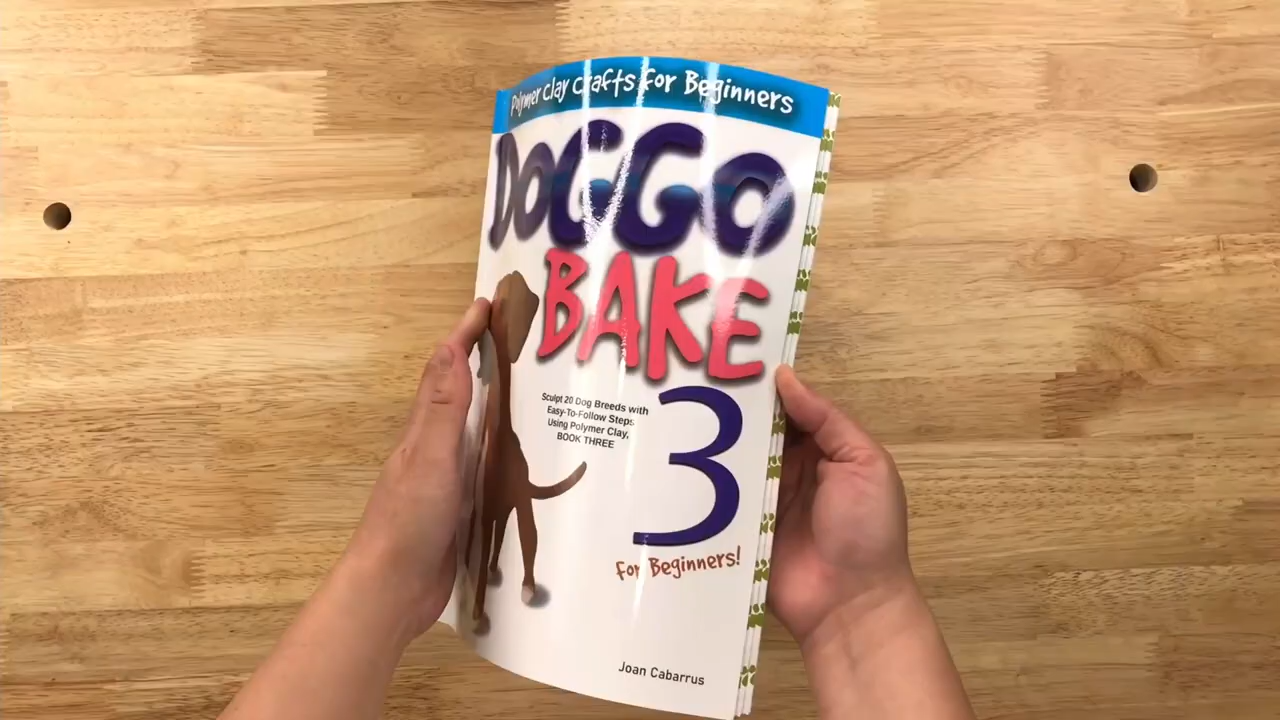 Polymer Clay Crafts for Beginners
DOGGO
BAKE
3
Sculpt 20 Dog Breeds with
Easy-To-Follow Steps
Using Polymer Clay,
BOOK THREE
For Beginners!
Joan Cabarrus